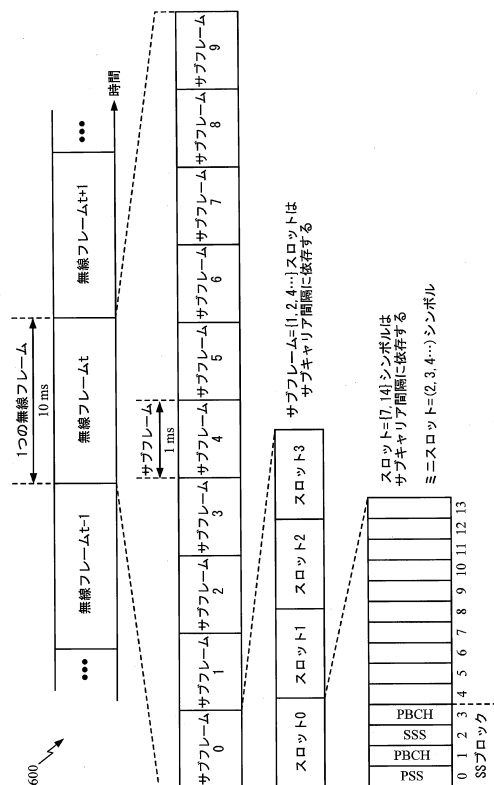 600
1つの無線フレーム
10 ms
••• 無線フレームt-1 無線フレームt 無線フレームt+1 •••
時間
サブフレーム
1 ms
サブフレーム 0 サブフレーム 1 サブフレーム 2 サブフレーム 3 サブフレーム 4 サブフレーム 5 サブフレーム 6 サブフレーム 7 サブフレーム 8 サブフレーム 9
サブフレーム={1,2,4…}スロットは
サブキャリア間隔に依存する
スロット0 スロット1 スロット2 スロット3
スロット={7,14}シンボルは
サブキャリア間隔に依存する
ミニスロット=(2,3,4…)シンボル
PSS PBCH SSS PBCH
0 1 2 3 4 5 6 7 8 9 10 11 12 13
SSブロック